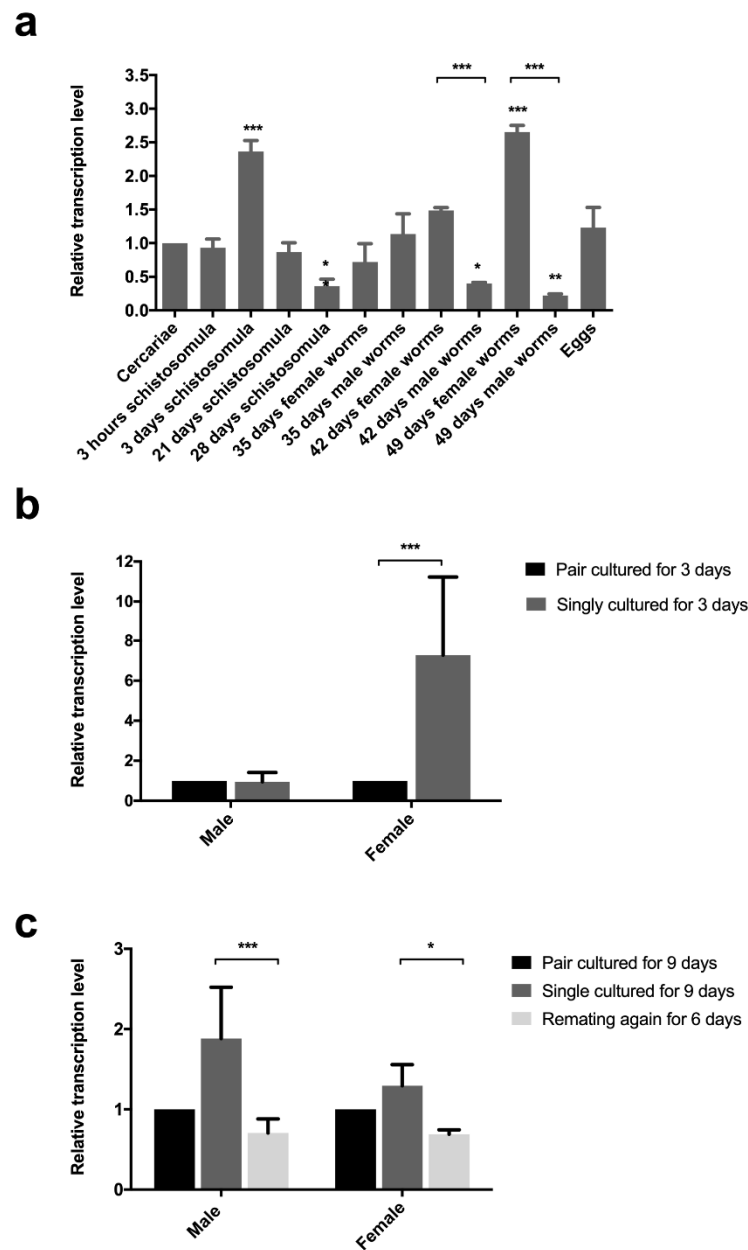 a
Relative transcription level
3.5
3.0
2.5
2.0
1.5
1.0
0.5
0.0
***
*
*
***
*
***
***
**
Cercariae
3 hours schistosomula
3 days schistosomula
21 days schistosomula
28 days schistosomula
35 days female worms
35 days male worms
42 days female worms
42 days male worms
49 days female worms
49 days male worms
Eggs
b
Relative transcription level
12
10
8
6
4
2
0
***
Male
Female
Pair cultured for 3 days
Singly cultured for 3 days
c
Relative transcription level
3
2
1
0
***
*
Male
Female
Pair cultured for 9 days
Single cultured for 9 days
Remating again for 6 days